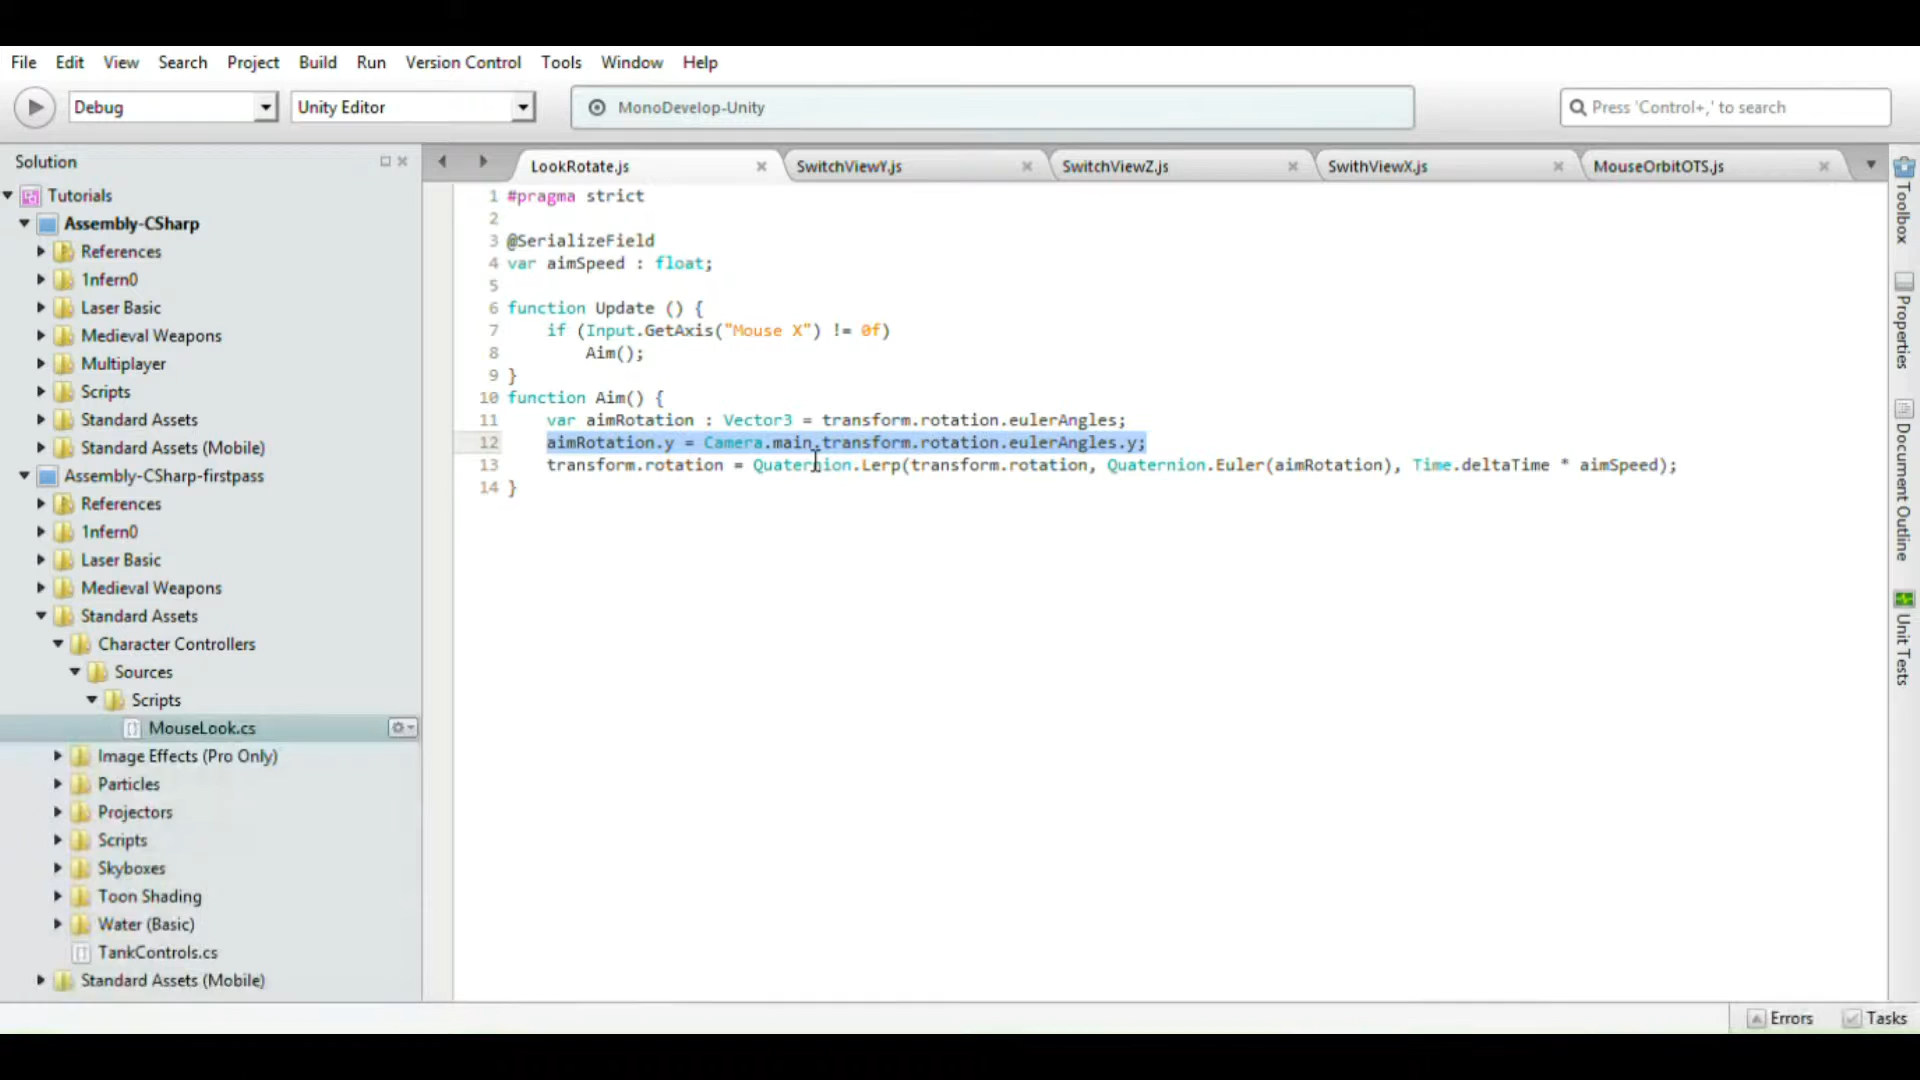 File Edit View Search Project Build Run Version Control Tools Window Help
Debug Unity Editor MonoDevelop-Unity Press 'Control+,' to search
Solution
Tutorials
Assembly-CSharp
References
1nfern0
Laser Basic
Medieval Weapons
Multiplayer
Scripts
Standard Assets
Standard Assets (Mobile)
Assembly-CSharp-firstpass
References
1nfern0
Laser Basic
Medieval Weapons
Standard Assets
Character Controllers
Sources
Scripts
MouseLook.cs
Image Effects (Pro Only)
Particles
Projectors
Scripts
Skyboxes
Toon Shading
Water (Basic)
TankControls.cs
Standard Assets (Mobile)
LookRotate.js SwitchViewY.js SwitchViewZ.js SwithViewX.js MouseOrbitOTS.js
1 #pragma strict
2
3 @SerializeField
4 var aimSpeed : float;
5
6 function Update () {
7 if (Input.GetAxis("Mouse X") != 0f)
8 Aim();
9 }
10 function Aim() {
11 var aimRotation : Vector3 = transform.rotation.eulerAngles;
12 aimRotation.y = Camera.main.transform.rotation.eulerAngles.y;
13 transform.rotation = Quaternion.Lerp(transform.rotation, Quaternion.Euler(aimRotation), Time.deltaTime * aimSpeed);
14 }
Toolbox
Properties
Document Outline
Unit Tests
Errors Tasks